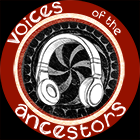 voices of the
ancestors